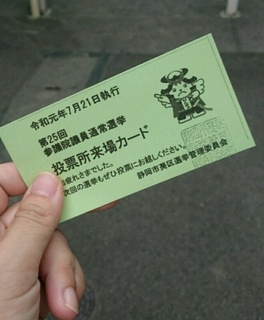 令和元年7月21日執行
第25回
参議院議員通常選挙
投票所来場カード
お疲れさまでした。
次回の選挙もぜひ投票にお越しください。
静岡市葵区選挙管理委員会